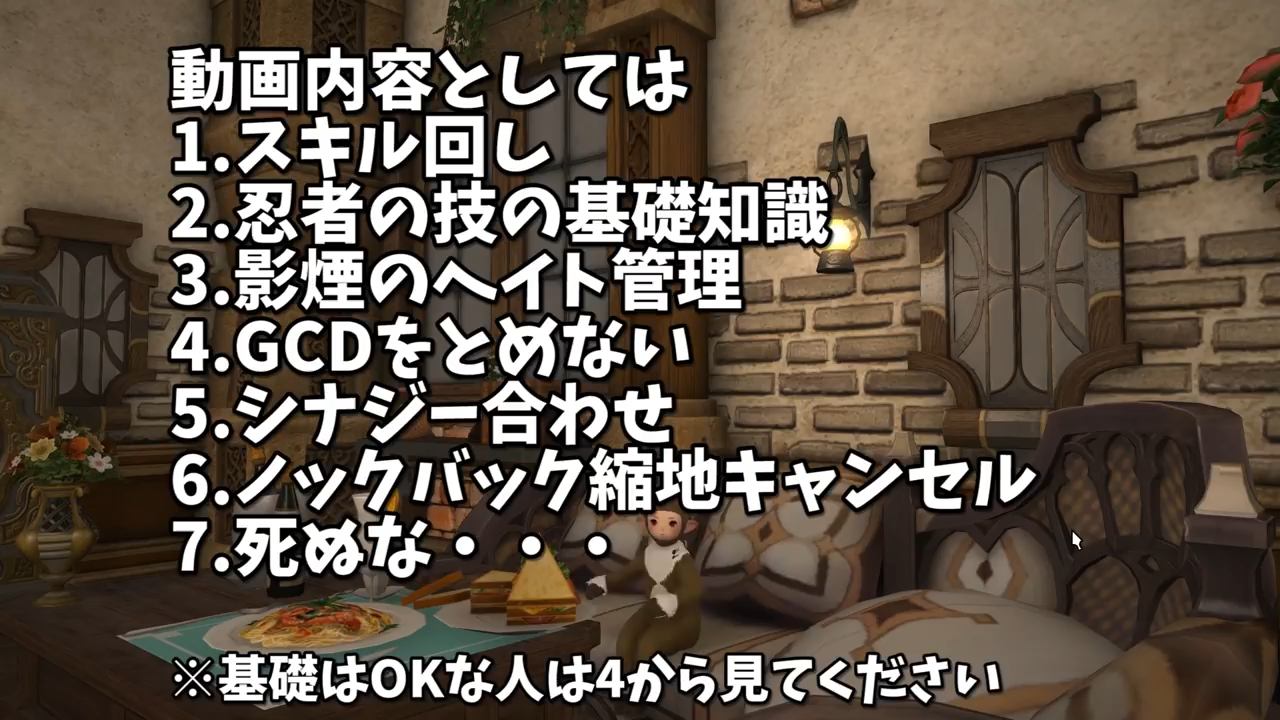 動画内容としては
1.スキル回し
2.忍者の技の基礎知識
3.影煙のヘイト管理
4.GCDをとめない
5.シナジー合わせ
6.ノックバック縮地キャンセル
7.死ぬな・・・
※基礎はOKな人は4から見てください